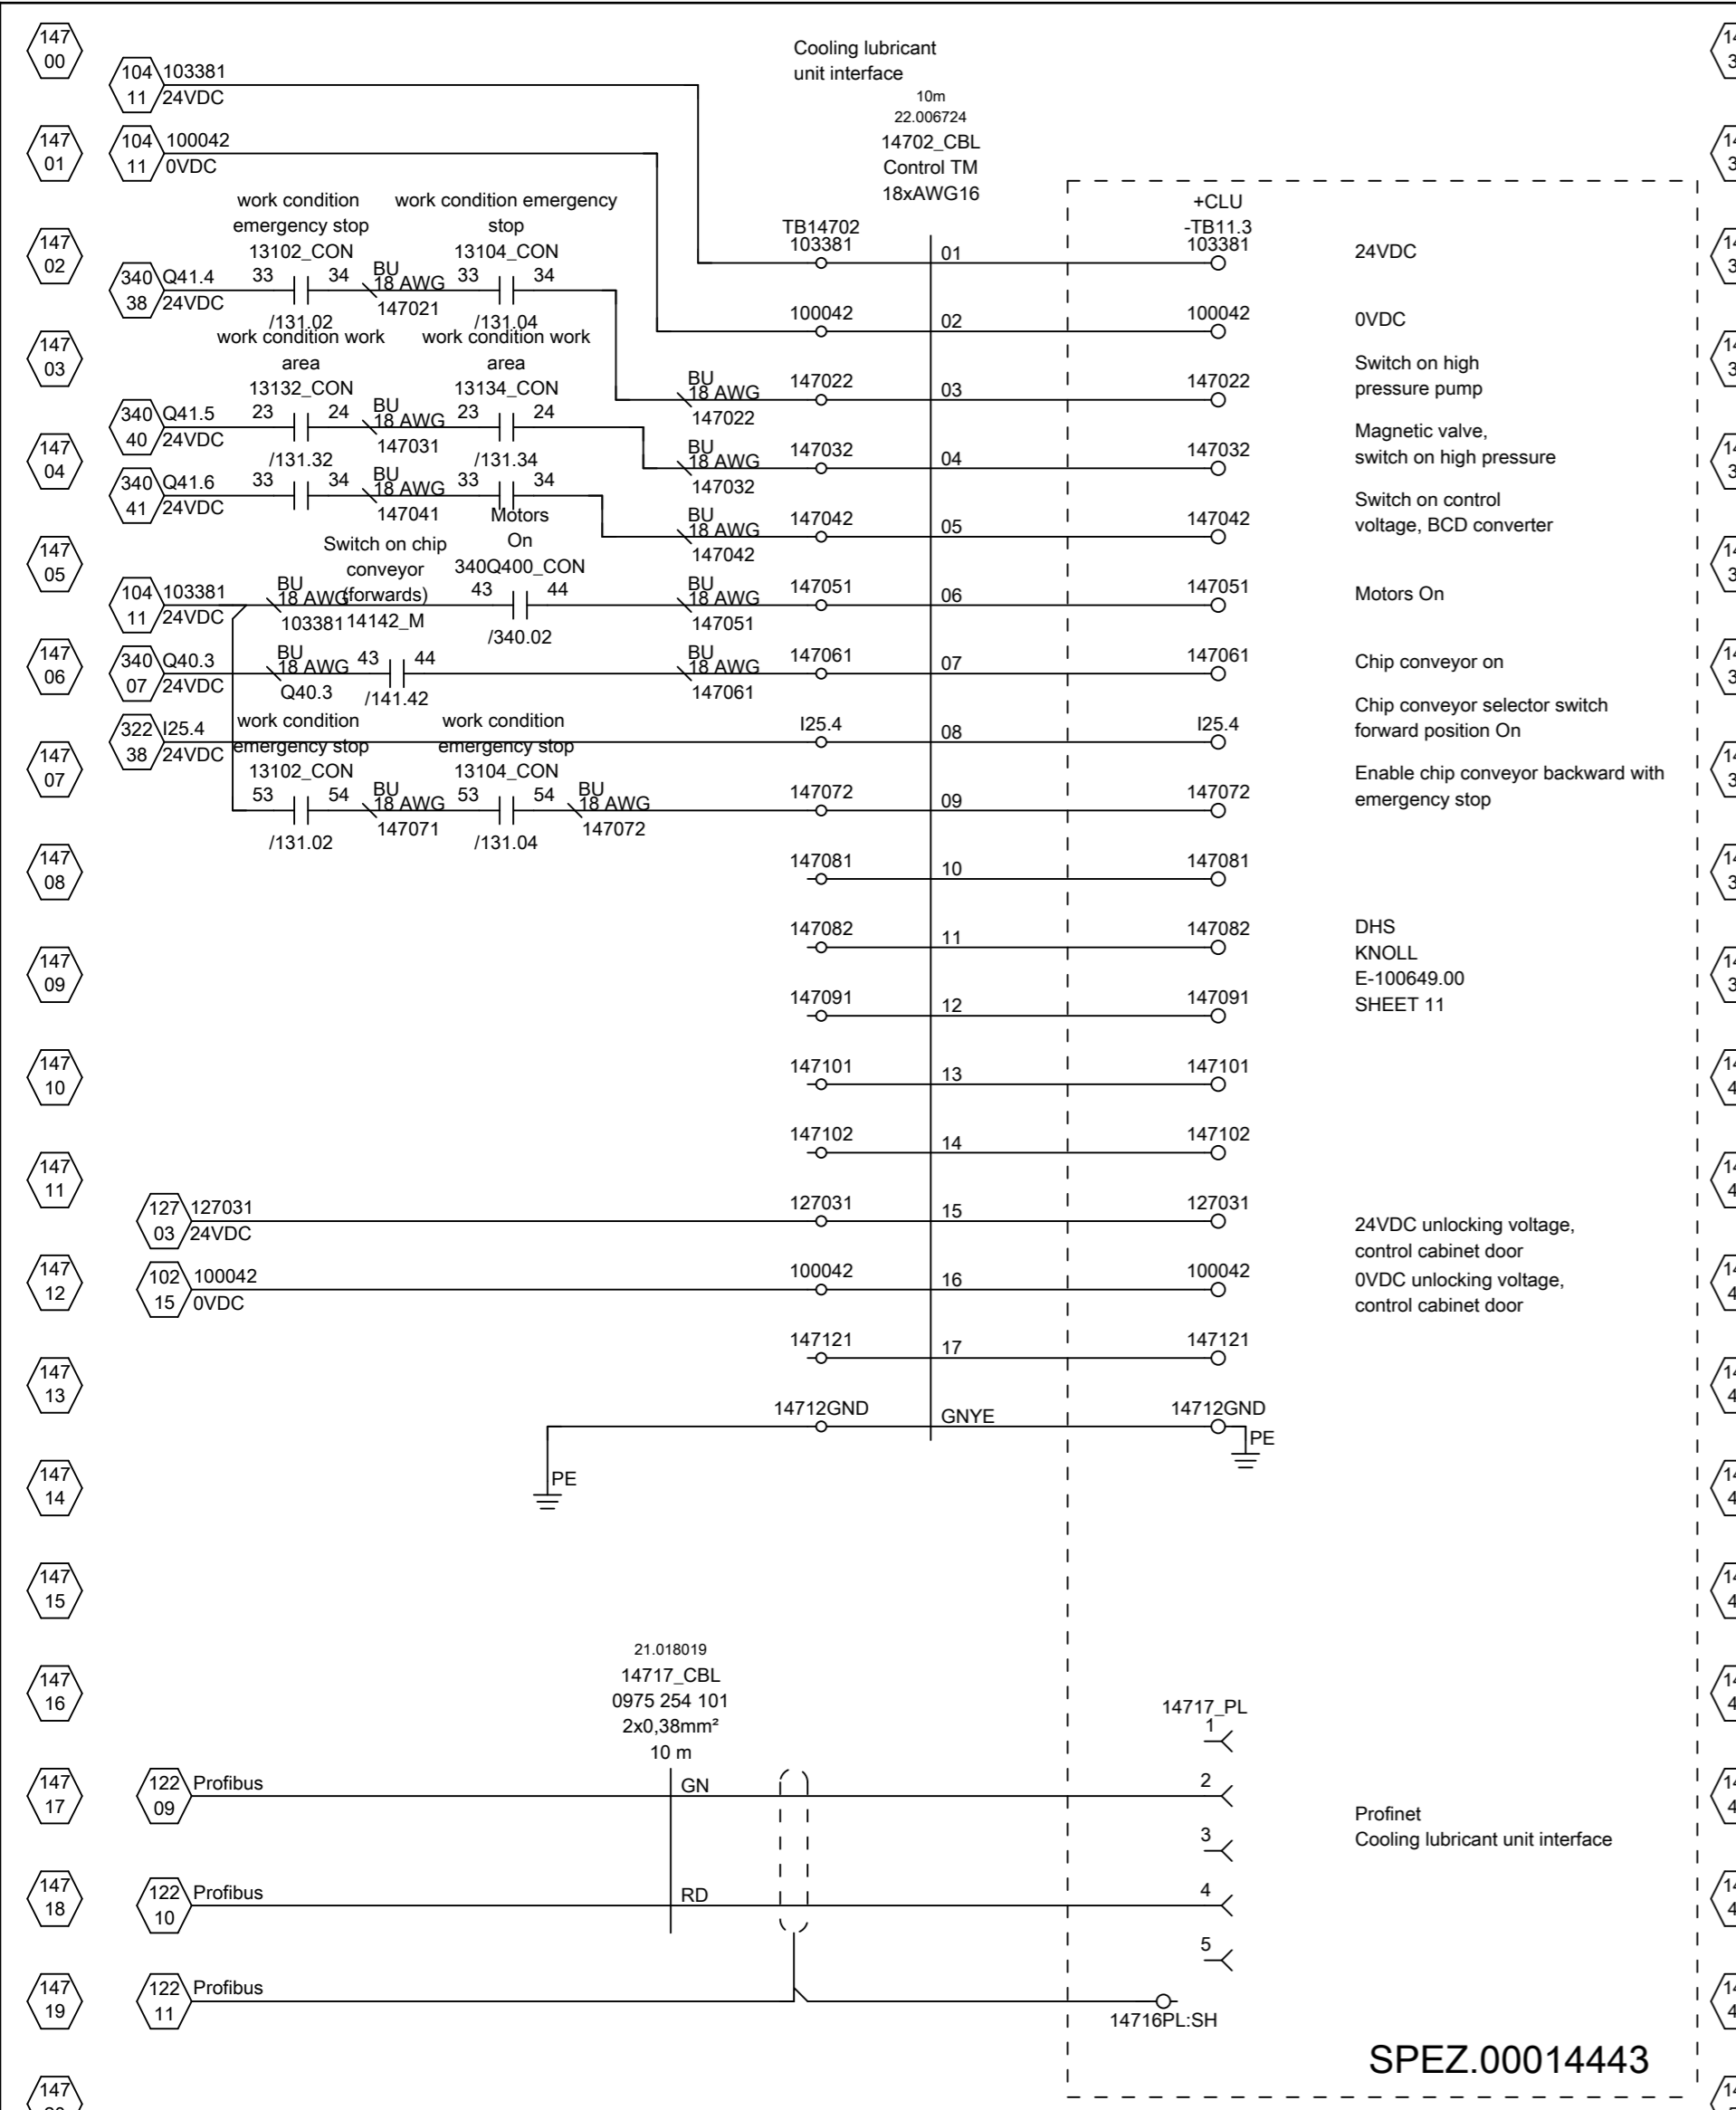 147
00
104 103381
11 24VDC
Cooling lubricant
unit interface
10m
22.006724
14702_CBL
Control TM
18xAWG16
147
01
104 100042
11 0VDC
work condition
emergency stop
13102_CON
work condition emergency
stop
13104_CON
TB14702
103381
01
+CLU
-TB11.3
103381
24VDC
147
02
340 Q41.4
38 24VDC
33 34
BU
18 AWG
147021
33 34
/131.02
/131.04
100042
02
100042
0VDC
147
03
work condition work
area
13132_CON
work condition work
area
13134_CON
BU
18 AWG
147022
147022
03
147022
Switch on high
pressure pump
340 Q41.5
40 24VDC
23 24
BU
18 AWG
147031
23 24
/131.32
/131.34
147
04
BU
18 AWG
147032
147032
04
147032
Magnetic valve,
switch on high pressure
340 Q41.6
41 24VDC
33 34
BU
18 AWG
147041
33 34
BU
18 AWG
147042
147042
05
147042
Switch on control
voltage, BCD converter
147
05
Switch on chip
conveyor
(forwards)
14142_M
Motors
On
340Q400_CON
104 103381
11 24VDC
BU
18 AWG
103381
43 44
/340.02
BU
18 AWG
147051
147051
06
147051
Motors On
147
06
340 Q40.3
07 24VDC
BU
18 AWG
Q40.3
43 44
/141.42
BU
18 AWG
147061
147061
07
147061
Chip conveyor on
322 I25.4
38 24VDC
I25.4
08
I25.4
Chip conveyor selector switch
forward position On
147
07
work condition
emergency stop
13102_CON
work condition
emergency stop
13104_CON
53 54
BU
18 AWG
147071
53 54
BU
18 AWG
147072
/131.02
/131.04
147072
09
147072
Enable chip conveyor backward with
emergency stop
147
08
147081
10
147081
147
09
147082
11
147082
DHS
KNOLL
E-100649.00
SHEET 11
147091
12
147091
147
10
147101
13
147101
147102
14
147102
147
11
127 127031
03 24VDC
127031
15
127031
24VDC unlocking voltage,
control cabinet door
147
12
102 100042
15 0VDC
100042
16
100042
0VDC unlocking voltage,
control cabinet door
147
13
147121
17
147121
14712GND
GNYE
14712GND
PE
PE
147
14
147
15
147
16
21.018019
14717_CBL
0975 254 101
2x0,38mm²
10 m
14717_PL
1
147
17
122 Profibus
09
GN
2
3
Profinet
Cooling lubricant unit interface
147
18
122 Profibus
10
RD
4
5
147
19
122 Profibus
11
14716PL:SH
SPEZ.00014443
147